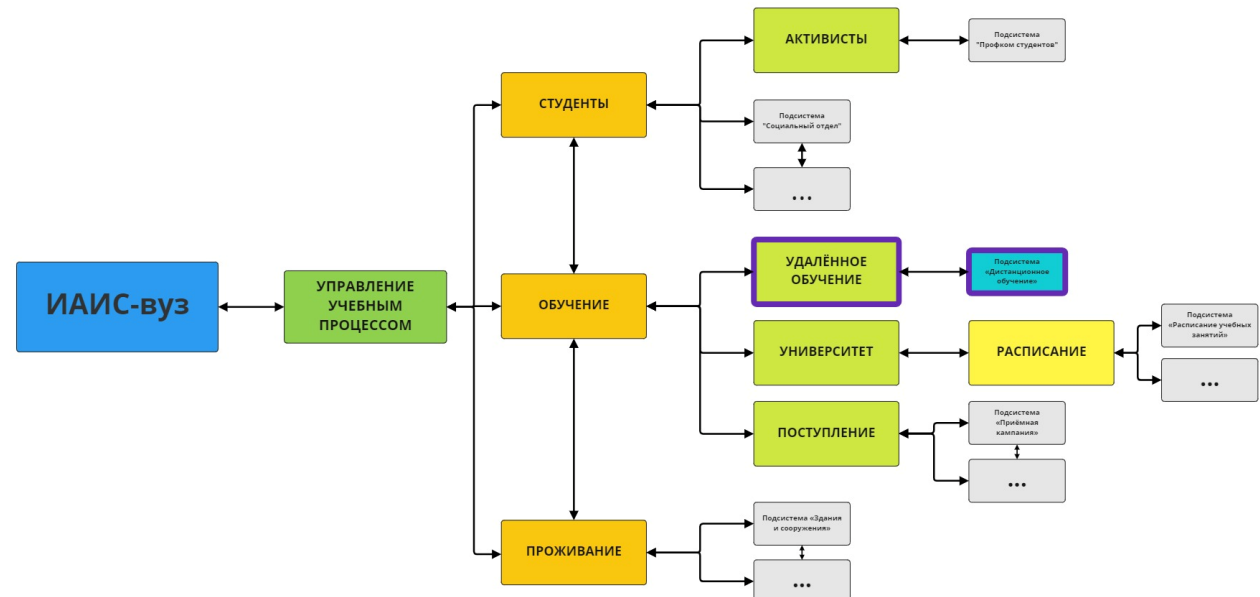 ИАИС-вуз
УПРАВЛЕНИЕ
УЧЕБНЫМ
ПРОЦЕССОМ
СТУДЕНТЫ
АКТИВИСТЫ
Подсистема
"Профком студентов"
Подсистема
"Социальный отдел"
...
ОБУЧЕНИЕ
УДАЛЁННОЕ
ОБУЧЕНИЕ
Подсистема
«Дистанционное
обучение»
УНИВЕРСИТЕТ
РАСПИСАНИЕ
Подсистема
«Расписание учебных
занятий»
...
ПОСТУПЛЕНИЕ
Подсистема
«Приёмная
кампания»
...
ПРОЖИВАНИЕ
Подсистема «Здания
и сооружения»
...